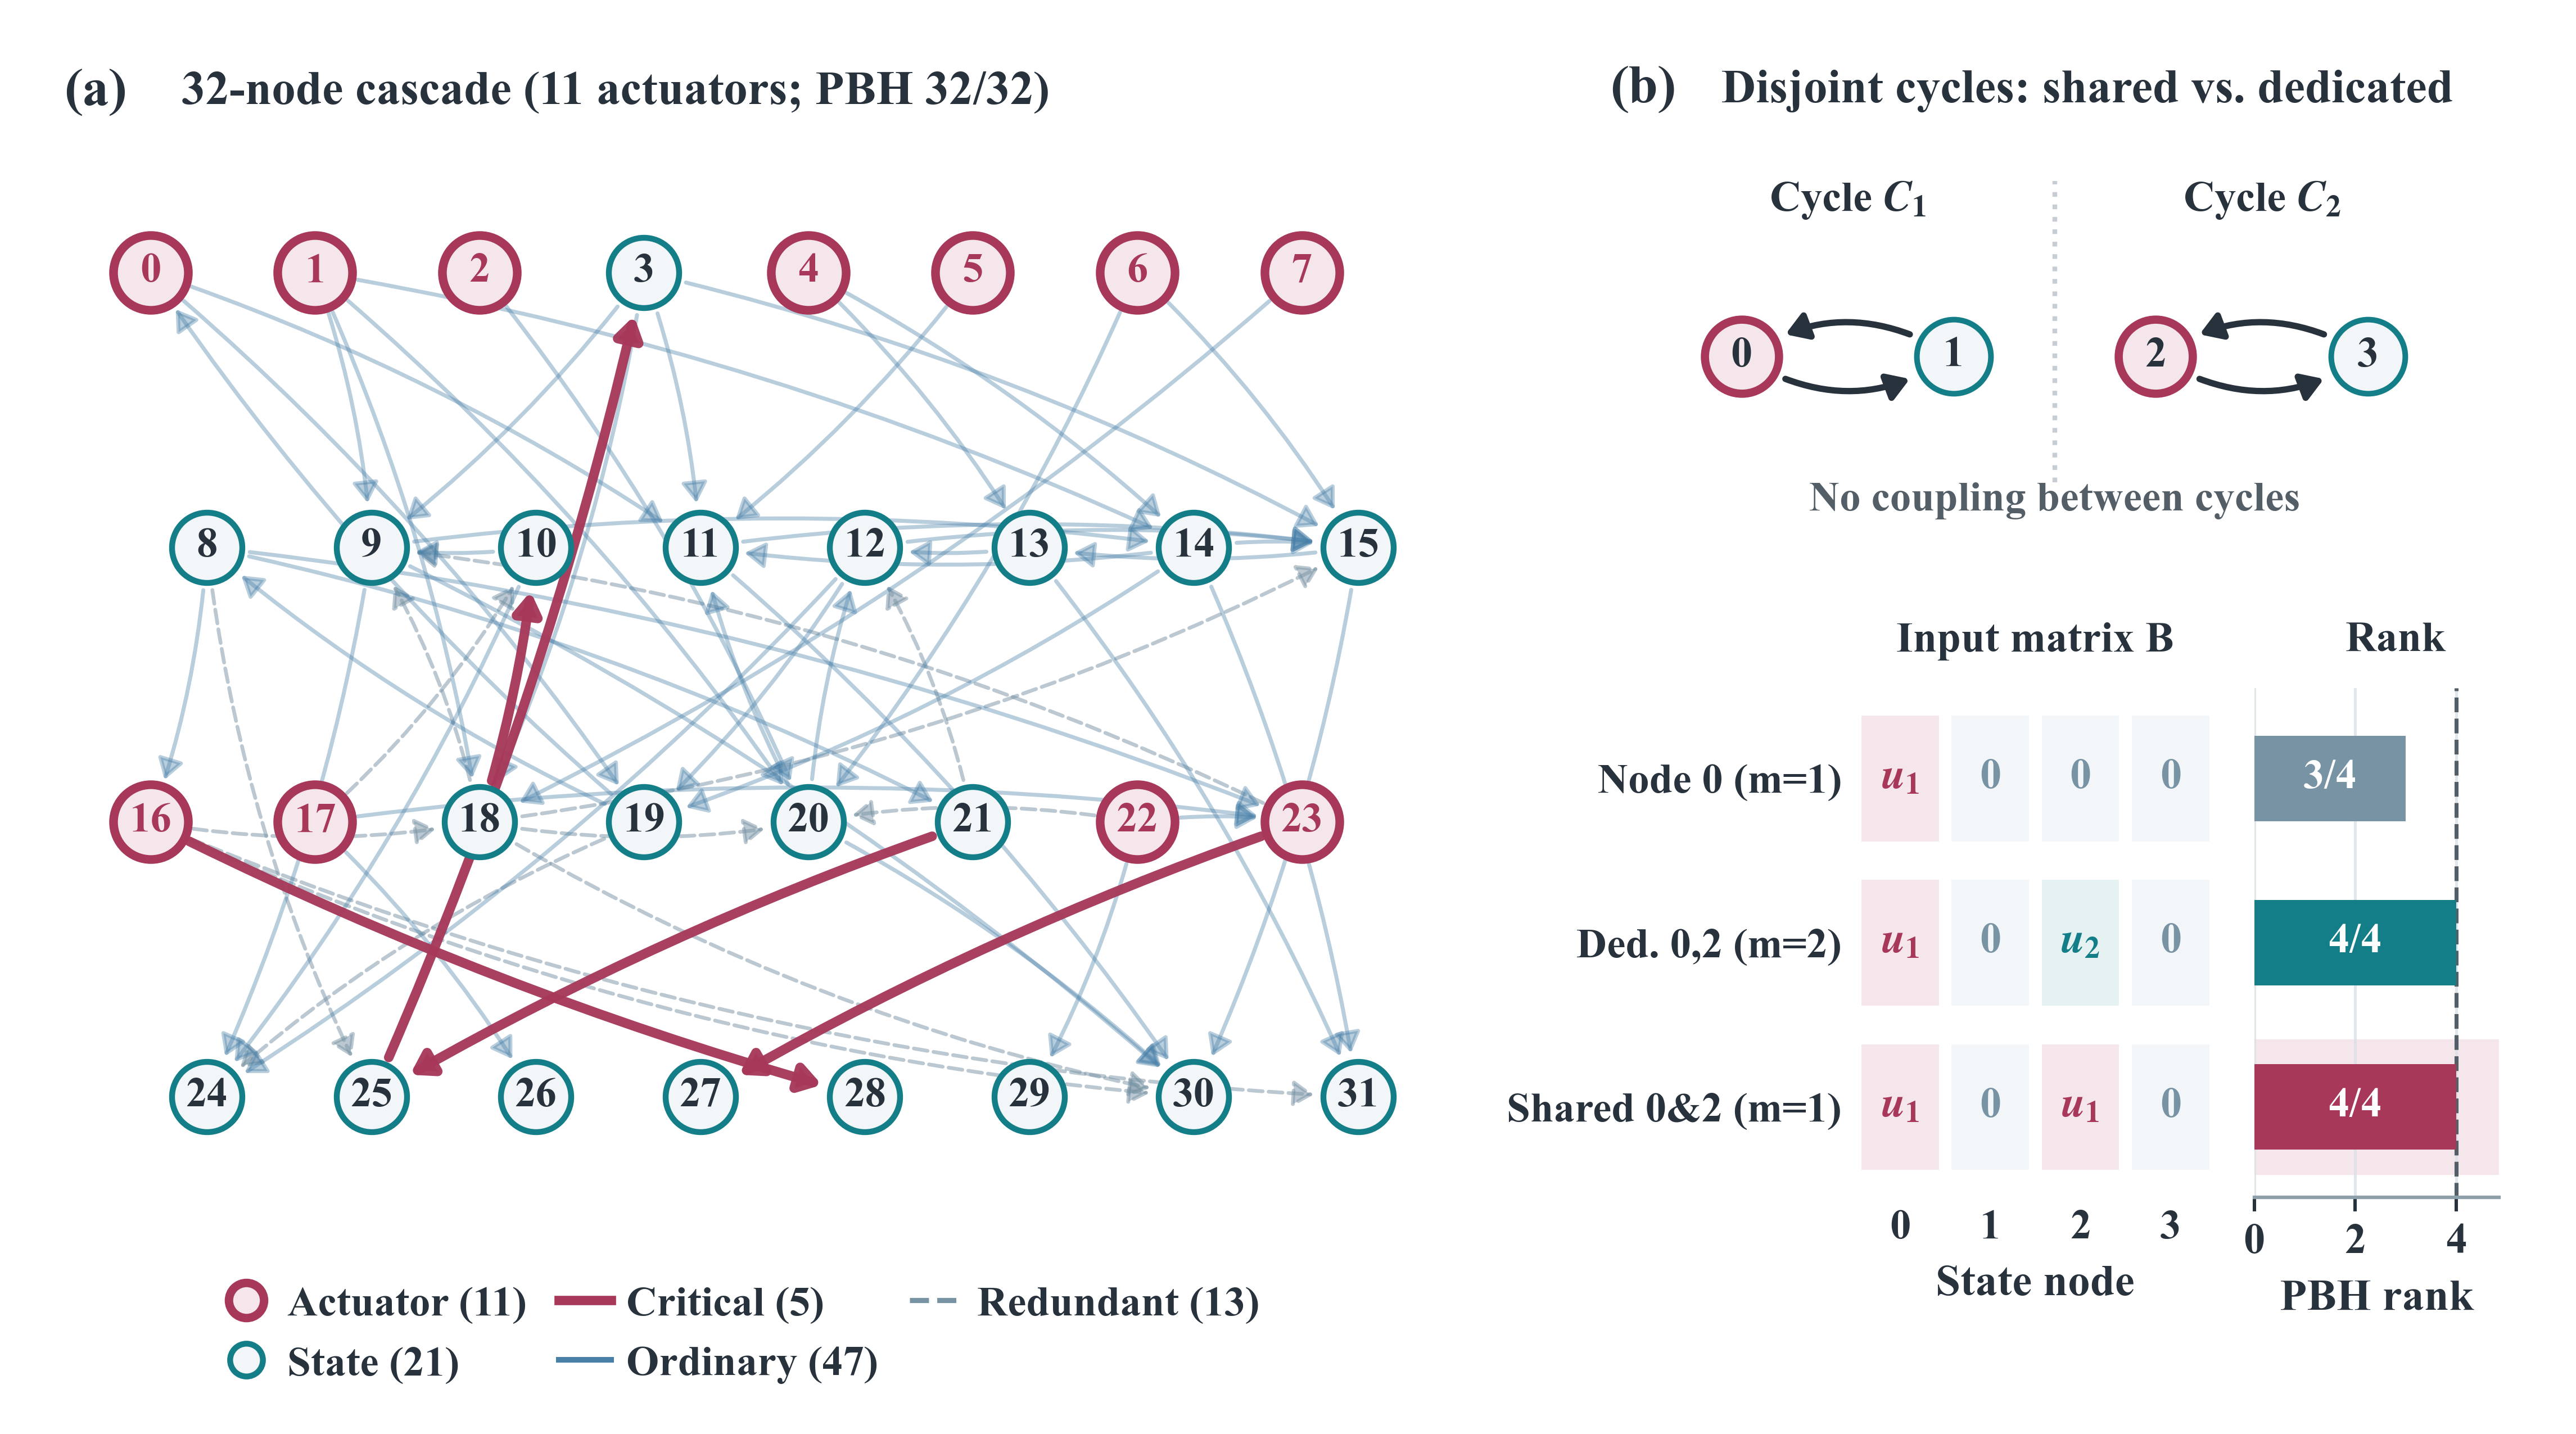 (a) 32-node cascade (11 actuators; PBH 32/32)
0 1 2 3 4 5 6 7
8 9 10 11 12 13 14 15
16 17 18 19 20 21 22 23
24 25 26 27 28 29 30 31
Actuator (11) Critical (5) Redundant (13)
State (21) Ordinary (47)
(b) Disjoint cycles: shared vs. dedicated
Cycle C1 Cycle C2
0 1 2 3
No coupling between cycles
Input matrix B Rank
Node 0 (m=1) u1 0 0 0 3/4
Ded. 0,2 (m=2) u1 0 u2 0 4/4
Shared 0&2 (m=1) u1 0 u1 0 4/4
0 1 2 3 0 2 4
State node PBH rank